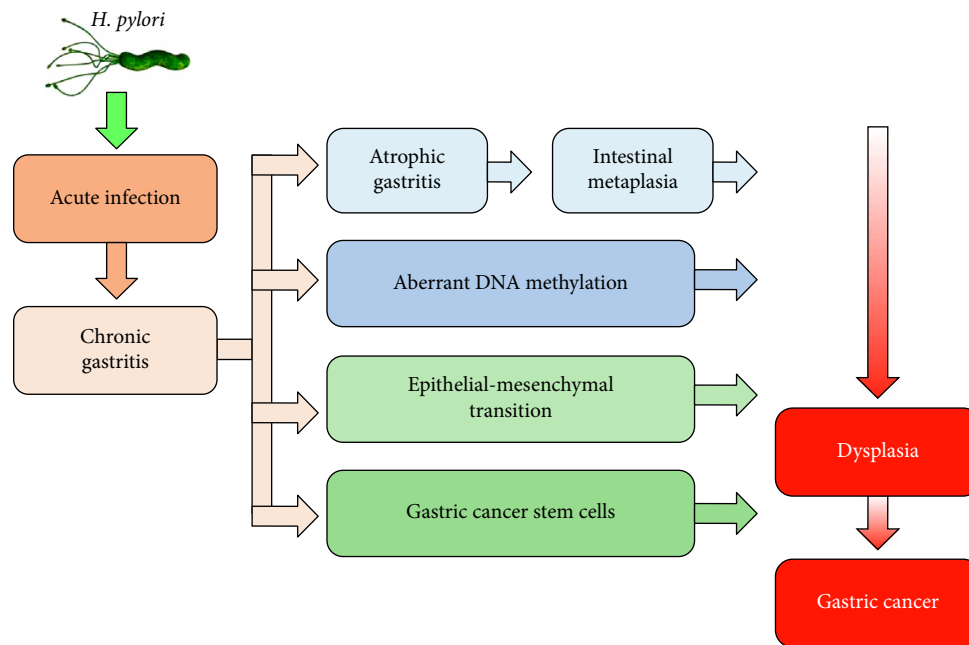 H. pylori
Acute infection
Chronic
gastritis
Atrophic
gastritis
Intestinal
metaplasia
Aberrant DNA methylation
Epithelial-mesenchymal
transition
Gastric cancer stem cells
Dysplasia
Gastric cancer